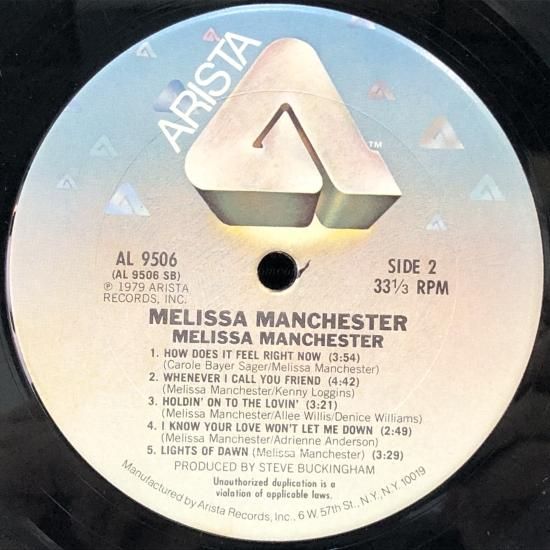 ARISTA
TM
AL 9506
(AL 9506 SB)
℗ 1979 ARISTA
RECORDS, INC.
SIDE 2
33⅓ RPM
MELISSA MANCHESTER
MELISSA MANCHESTER
1. HOW DOES IT FEEL RIGHT NOW (3:54)
(Carole Bayer Sager/Melissa Manchester)
2. WHENEVER I CALL YOU FRIEND (4:42)
(Melissa Manchester/Kenny Loggins)
3. HOLDIN' ON TO THE LOVIN' (3:21)
(Melissa Manchester/Allee Willis/Denice Williams)
4. I KNOW YOUR LOVE WON'T LET ME DOWN (2:49)
(Melissa Manchester/Adrienne Anderson)
5. LIGHTS OF DAWN (Melissa Manchester) (3:29)
PRODUCED BY STEVE BUCKINGHAM
Unauthorized duplication is a
violation of applicable laws.
Manufactured by Arista Records, Inc., 6 W. 57th St., N.Y., N.Y. 10019